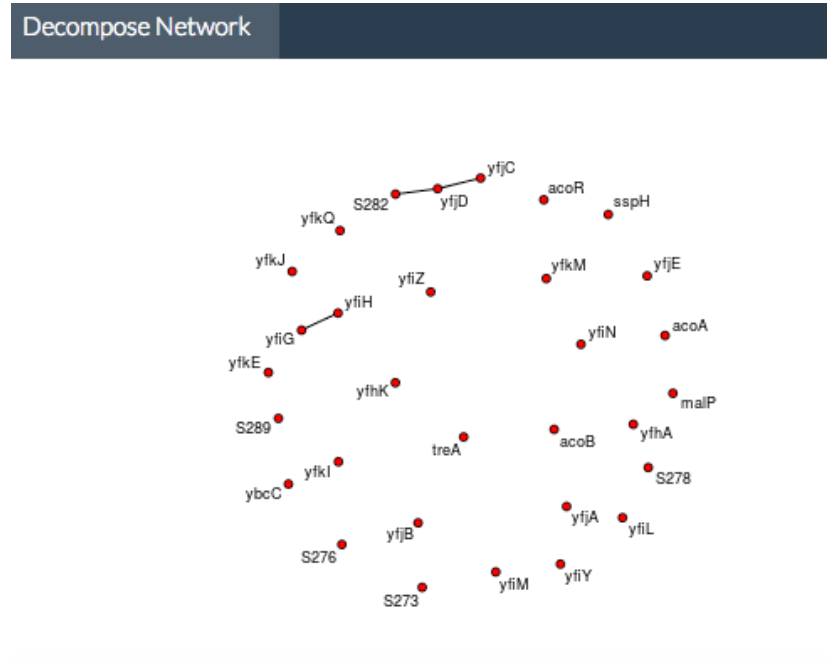 Decompose Network
yfjC
S282
yfjD
acoR
sspH
yfkQ
yfkJ
yfiZ
yfkM
yfjE
yfiH
yfiG
yfiN
acoA
yfkE
yfhK
malP
S289
treA
acoB
yfhA
yfkI
ybcC
S278
yfjB
yfjA
yfiL
S276
yfiM
yfiY
S273